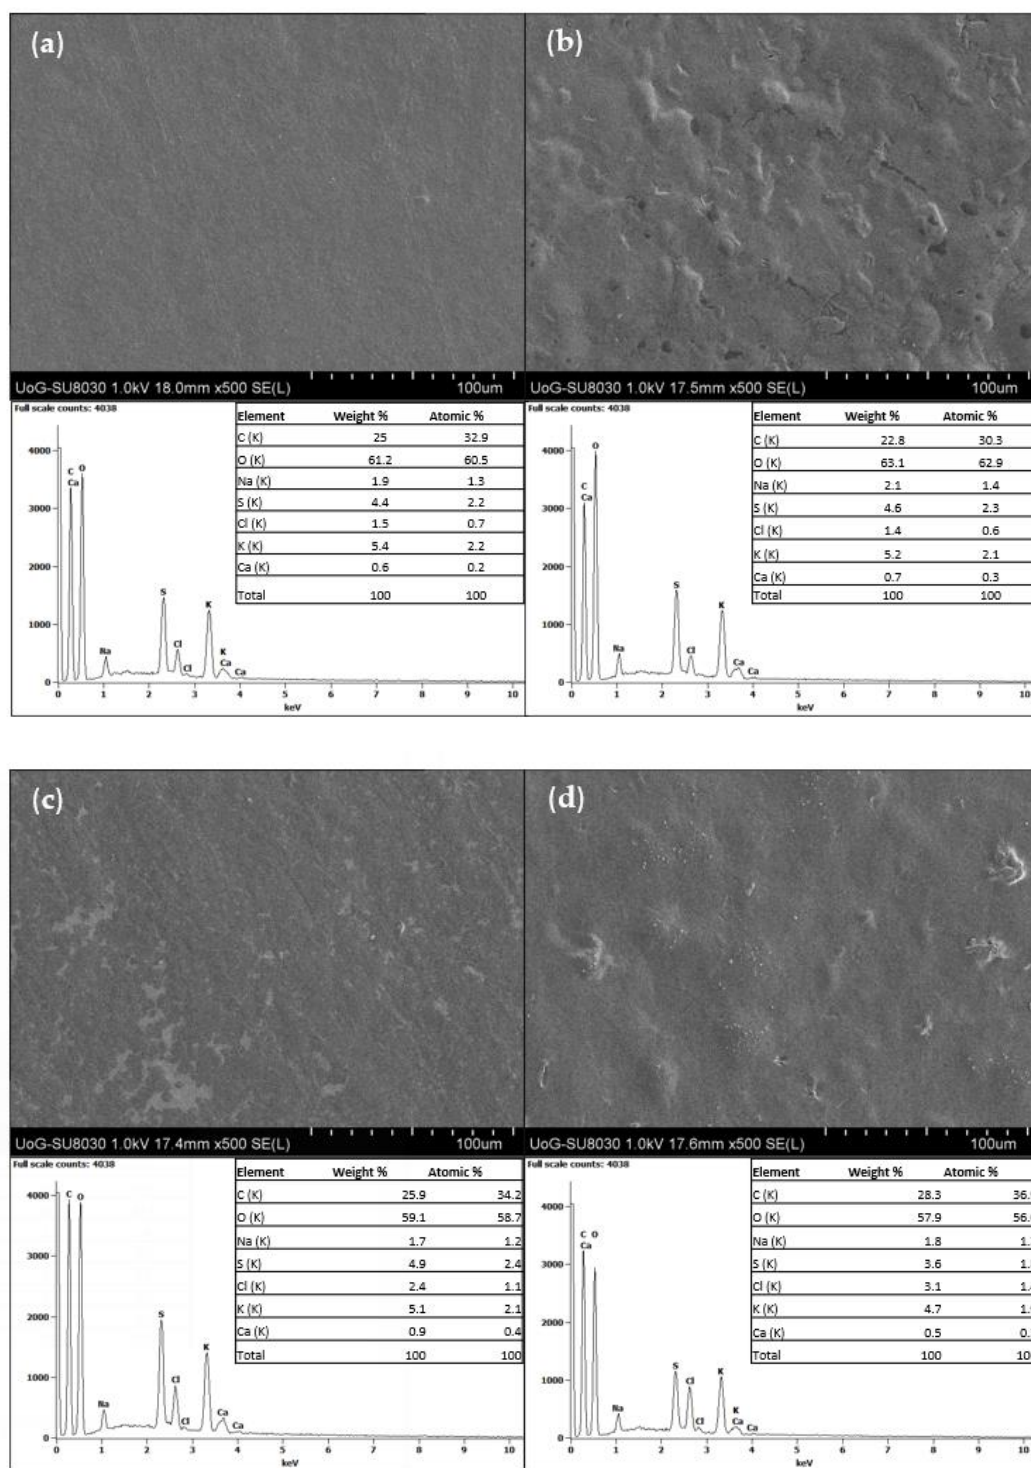 (a)
(b)
UoG-SU8030 1.0kV 18.0mm x500 SE(L) 100um
UoG-SU8030 1.0kV 17.5mm x500 SE(L) 100um
Full scale counts: 4038
Element Weight % Atomic %
C (K) 25 32.9
O (K) 61.2 60.5
Na (K) 1.9 1.3
S (K) 4.4 2.2
Cl (K) 1.5 0.7
K (K) 5.4 2.2
Ca (K) 0.6 0.2
Total 100 100
4000
3000
2000
1000
0
C O
Ca
Na
S
Cl
Cl
K
K
Ca
Ca
0 1 2 3 4 5 6 7 8 9 10
keV
Full scale counts: 4038
Element Weight % Atomic %
C (K) 22.8 30.3
O (K) 63.1 62.9
Na (K) 2.1 1.4
S (K) 4.6 2.3
Cl (K) 1.4 0.6
K (K) 5.2 2.1
Ca (K) 0.7 0.3
Total 100 100
4000
3000
2000
1000
0
O
C
Ca
Na
S
Cl
K
Ca
Ca
0 1 2 3 4 5 6 7 8 9 10
keV
(c)
(d)
UoG-SU8030 1.0kV 17.4mm x500 SE(L) 100um
UoG-SU8030 1.0kV 17.6mm x500 SE(L) 100um
Full scale counts: 4038
Element Weight % Atomic %
C (K) 25.9 34.2
O (K) 59.1 58.7
Na (K) 1.7 1.2
S (K) 4.9 2.4
Cl (K) 2.4 1.1
K (K) 5.1 2.1
Ca (K) 0.9 0.4
Total 100 100
4000
3000
2000
1000
0
C O
Na
S
Cl
Cl
K
Ca
Ca
0 1 2 3 4 5 6 7 8 9 10
keV
Full scale counts: 4038
Element Weight % Atomic %
C (K) 28.3 36.
O (K) 57.9 56.
Na (K) 1.8 1.
S (K) 3.6 1.
Cl (K) 3.1 1.
K (K) 4.7 1.
Ca (K) 0.5 0.
Total 100 10
4000
3000
2000
1000
0
C O
Ca
Na
S
Cl
Cl
K
K
Ca
Ca
0 1 2 3 4 5 6 7 8 9 10
keV